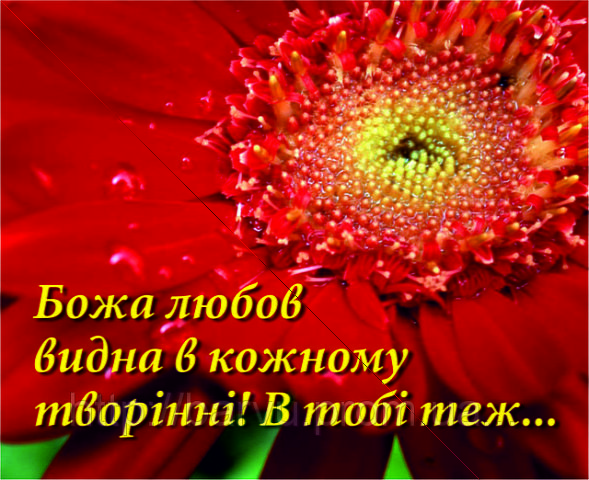 Божа любов
видна в кожному
творінні! В тобі теж...